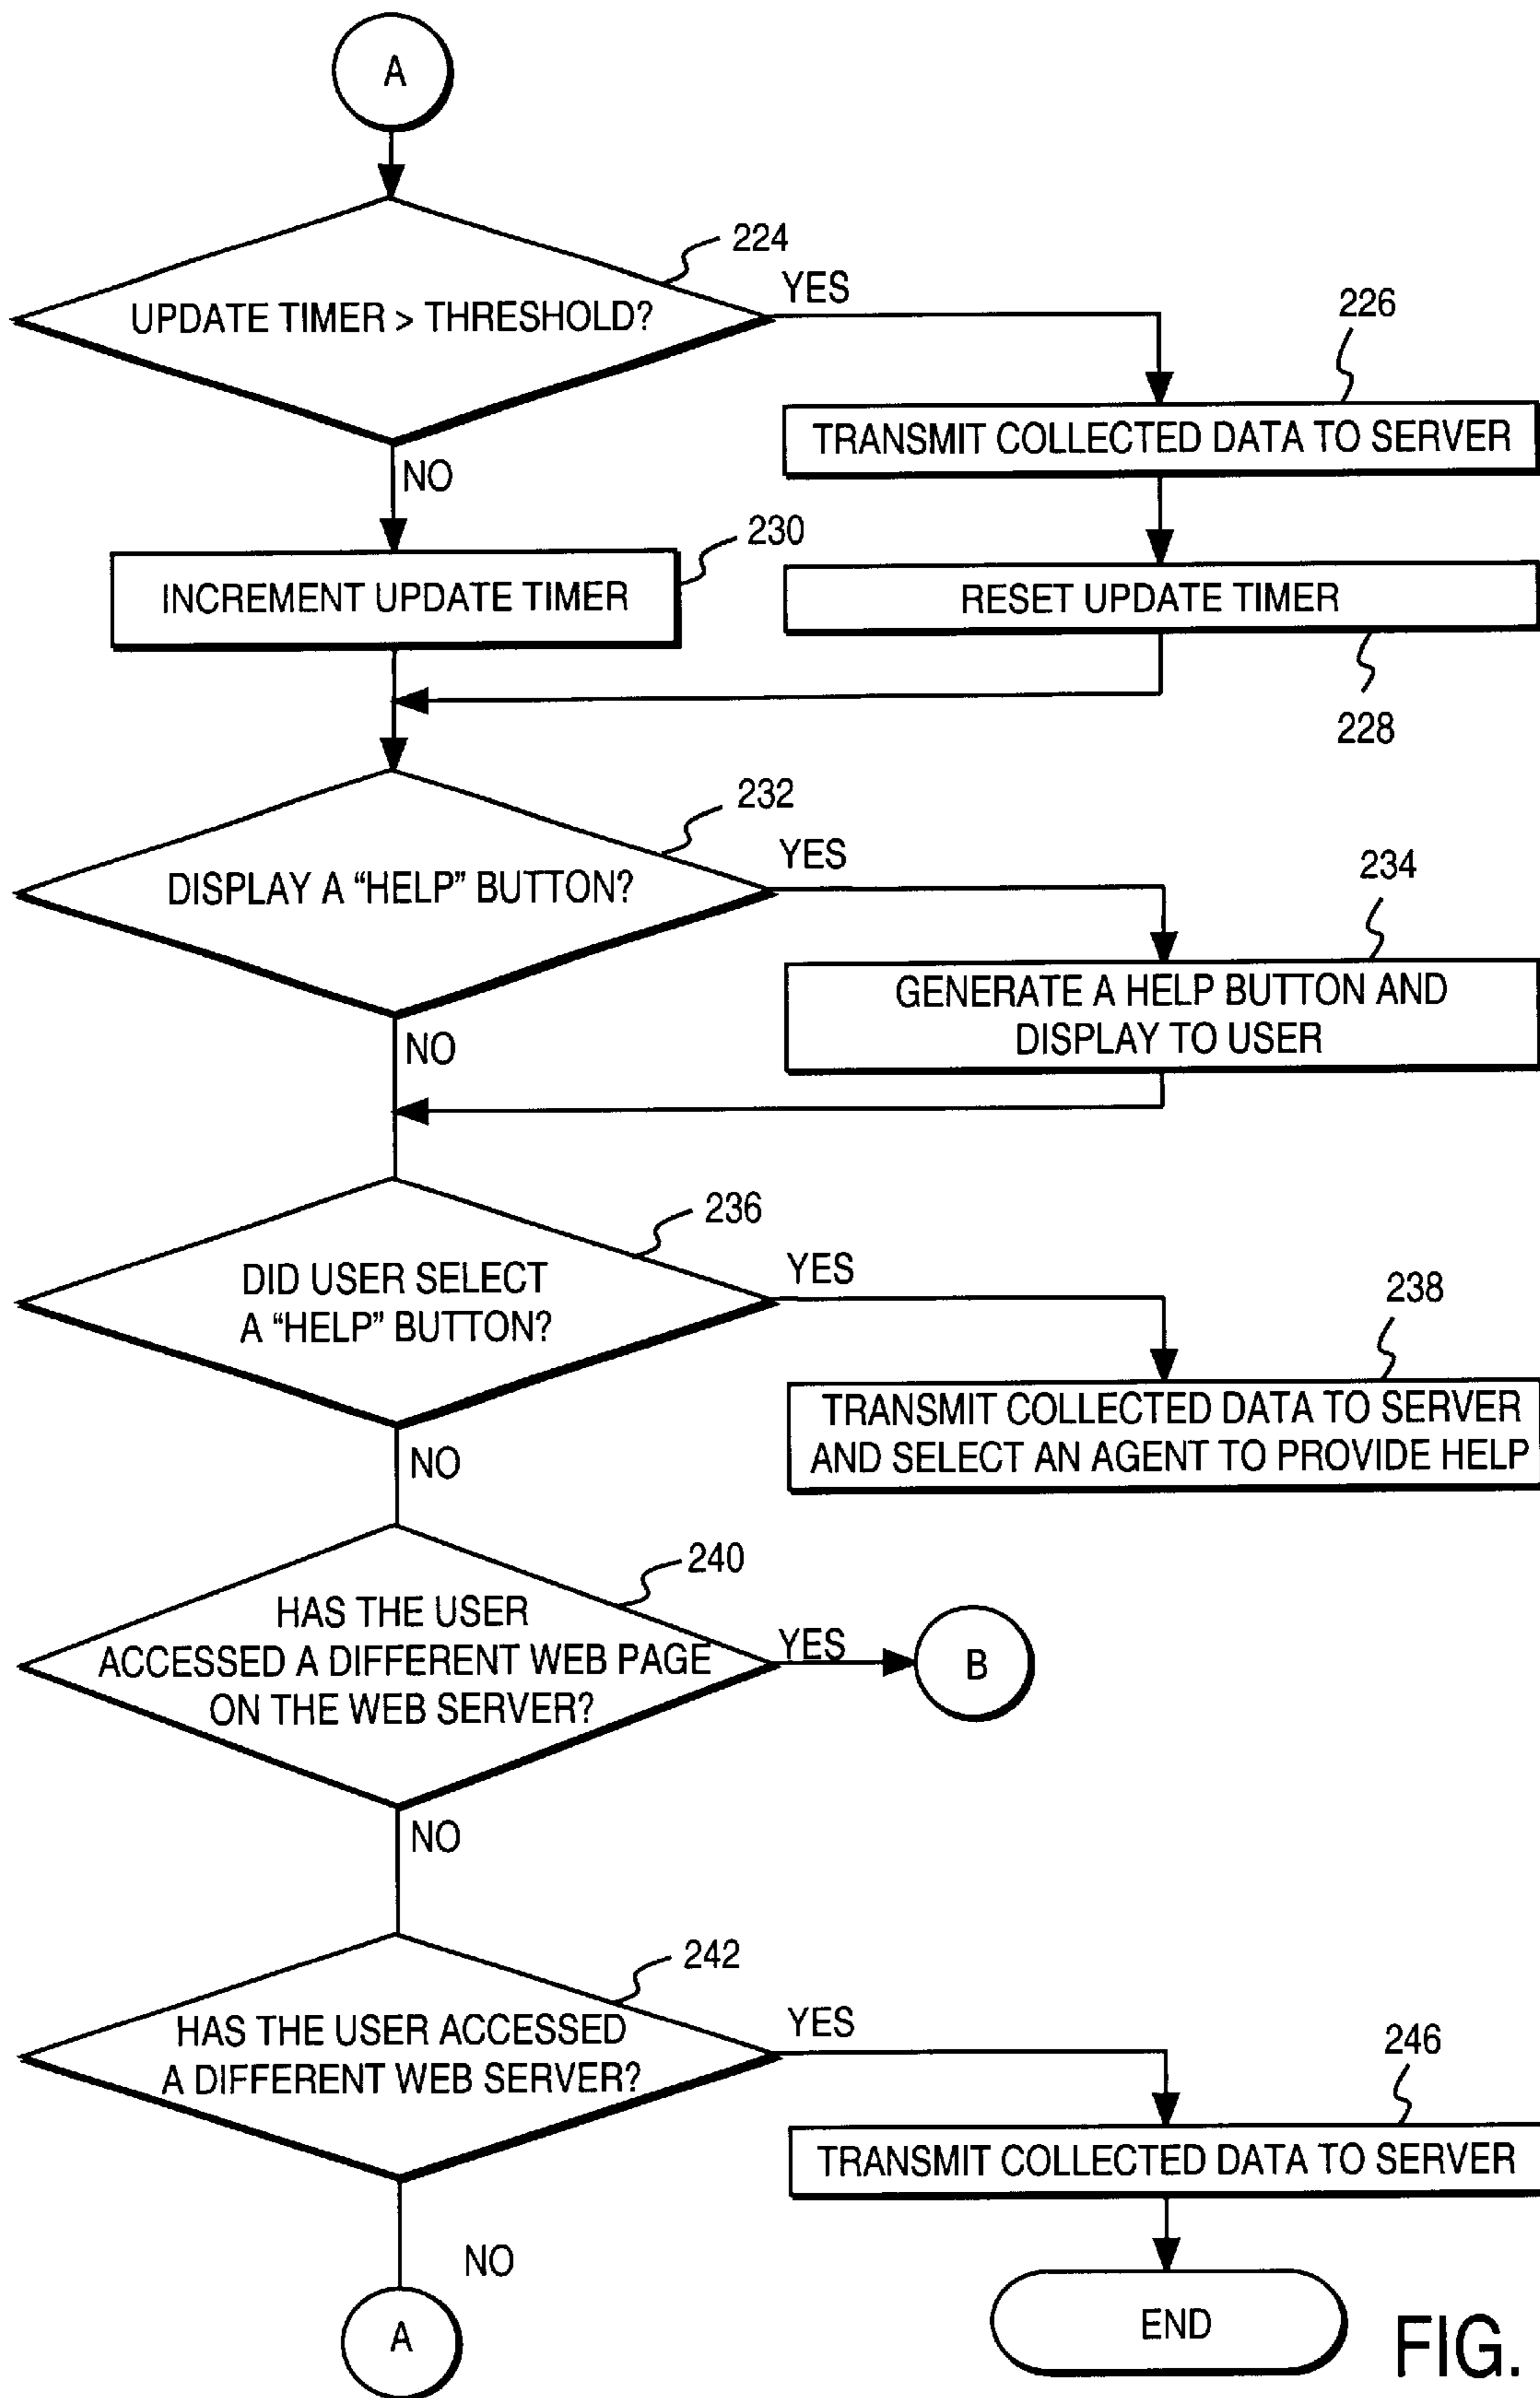 A
224
UPDATE TIMER > THRESHOLD?
YES
226
TRANSMIT COLLECTED DATA TO SERVER
NO
230
INCREMENT UPDATE TIMER
RESET UPDATE TIMER
228
232
DISPLAY A “HELP” BUTTON?
YES
234
GENERATE A HELP BUTTON AND
DISPLAY TO USER
NO
236
DID USER SELECT
A “HELP” BUTTON?
YES
238
TRANSMIT COLLECTED DATA TO SERVER
AND SELECT AN AGENT TO PROVIDE HELP
NO
240
HAS THE USER
ACCESSED A DIFFERENT WEB PAGE
ON THE WEB SERVER?
YES
B
NO
242
HAS THE USER ACCESSED
A DIFFERENT WEB SERVER?
YES
246
TRANSMIT COLLECTED DATA TO SERVER
NO
A
END
FIG.